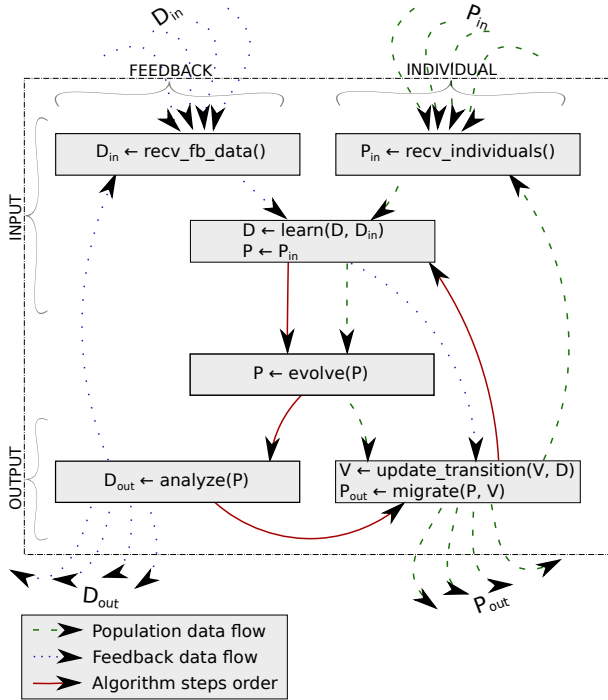 D_in
P_in
FEEDBACK
INDIVIDUAL
INPUT
D_in ← recv_fb_data()
P_in ← recv_individuals()
D ← learn(D, D_in)
P ← P_in
P ← evolve(P)
OUTPUT
D_out ← analyze(P)
V ← update_transition(V, D)
P_out ← migrate(P, V)
D_out
P_out
Population data flow
Feedback data flow
Algorithm steps order